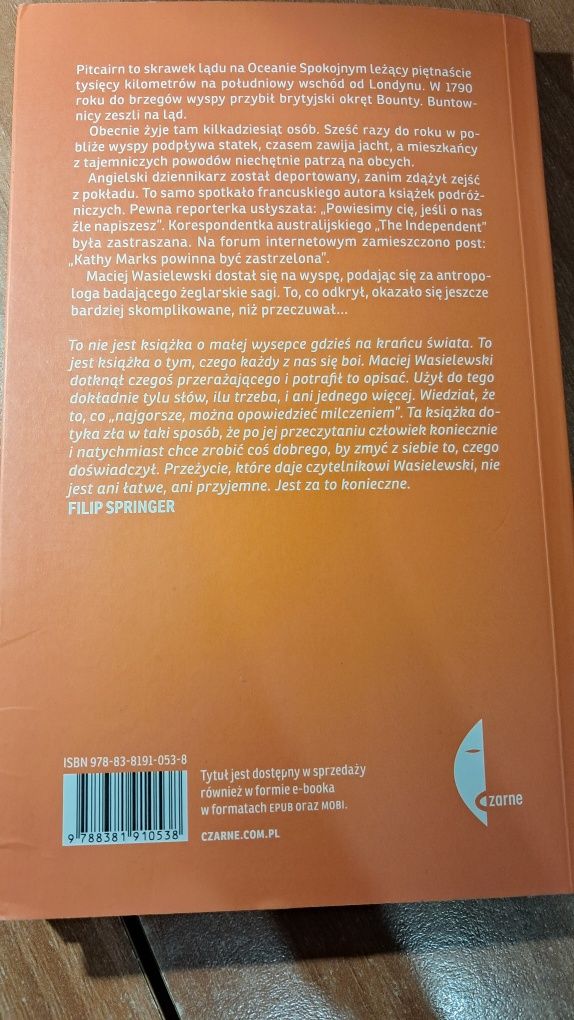 Pitcairn to skrawek lądu na Oceanie Spokojnym leżący piętnaście
tysięcy kilometrów na południowy wschód od Londynu. W 1790
roku do brzegów wyspy przybił brytyjski okręt Bounty. Buntow-
nicy zeszli na ląd.
Obecnie żyje tam kilkadziesiąt osób. Sześć razy do roku w po-
bliże wyspy podpływa statek, czasem zawija jacht, a mieszkańcy
z tajemniczych powodów niechętnie patrzą na obcych.
Angielski dziennikarz został deportowany, zanim zdążył zejść
z pokładu. To samo spotkało francuskiego autora książek podróż-
niczych. Pewna reporterka usłyszała: „Powiesimy cię, jeśli o nas
źle napiszesz”. Korespondentka australijskiego „The Independent”
była zastraszana. Na forum internetowym zamieszczono post:
„Kathy Marks powinna być zastrzelona”.
Maciej Wasielewski dostał się na wyspę, podając się za antropo-
loga badającego żeglarskie sagi. To, co odkrył, okazało się jeszcze
bardziej skomplikowane, niż przeczuwał...
To nie jest książka o małej wysepce gdzieś na krańcu świata. To
jest książka o tym, czego każdy z nas się boi. Maciej Wasielewski
dotknął czegoś przerażającego i potrafił to opisać. Użył do tego
dokładnie tylu słów, ilu trzeba, i ani jednego więcej. Wiedział, że
to, co „najgorsze, można opowiedzieć milczeniem”. Ta książka do-
tyka zła w taki sposób, że po jej przeczytaniu człowiek koniecznie
i natychmiast chce zrobić coś dobrego, by zmyć z siebie to, czego
doświadczył. Przeżycie, które daje czytelnikowi Wasielewski, nie
jest ani łatwe, ani przyjemne. Jest za to konieczne.
FILIP SPRINGER
ISBN 978-83-8191-053-8
9 788381 910538
Tytuł jest dostępny w sprzedaży
również w formie e-booka
w formatach EPUB oraz MOBI.
CZARNE.COM.PL
czarne